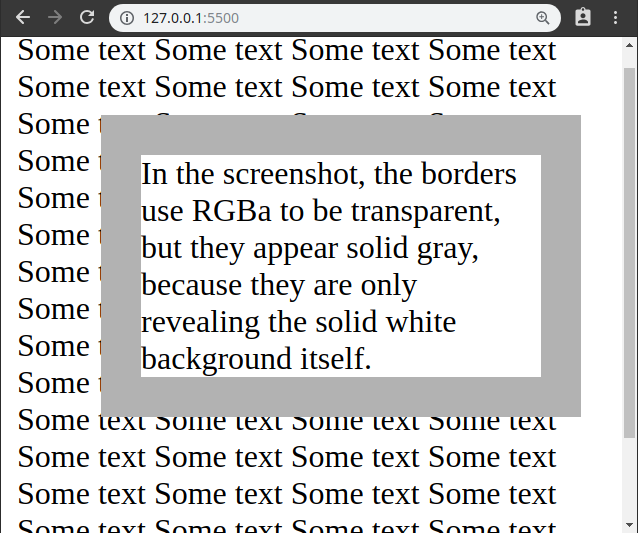 127.0.0.1:5500
Some text Some text Some text Some text
Some text Some text Some text Some text
Some
Some
Some
Some
Some
Some
Some
Some
In the screenshot, the borders
use RGBa to be transparent,
but they appear solid gray,
because they are only
revealing the solid white
background itself.
Some text Some text Some text Some text
Some text Some text Some text Some text
Some text Some text Some text Some text
Some text Some text Some text Some text